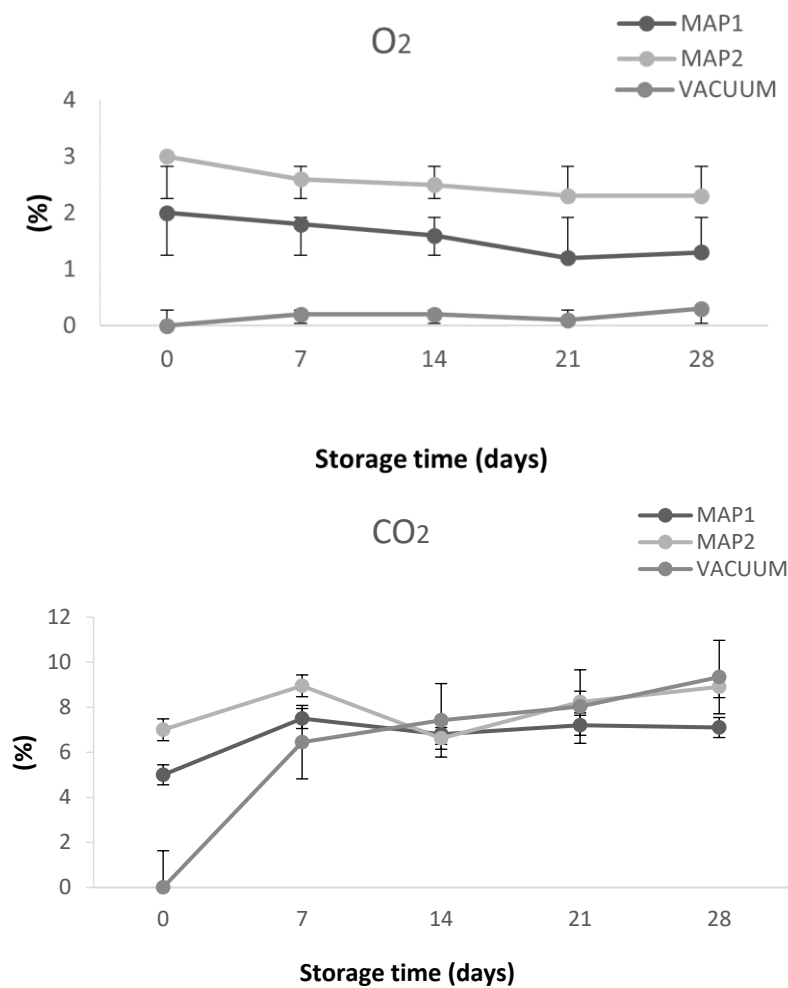 O2
MAP1
MAP2
VACUUM
4
3
2
1
0
(%)
0 7 14 21 28
Storage time (days)
CO2
MAP1
MAP2
VACUUM
12
10
8
6
4
2
0
(%)
0 7 14 21 28
Storage time (days)